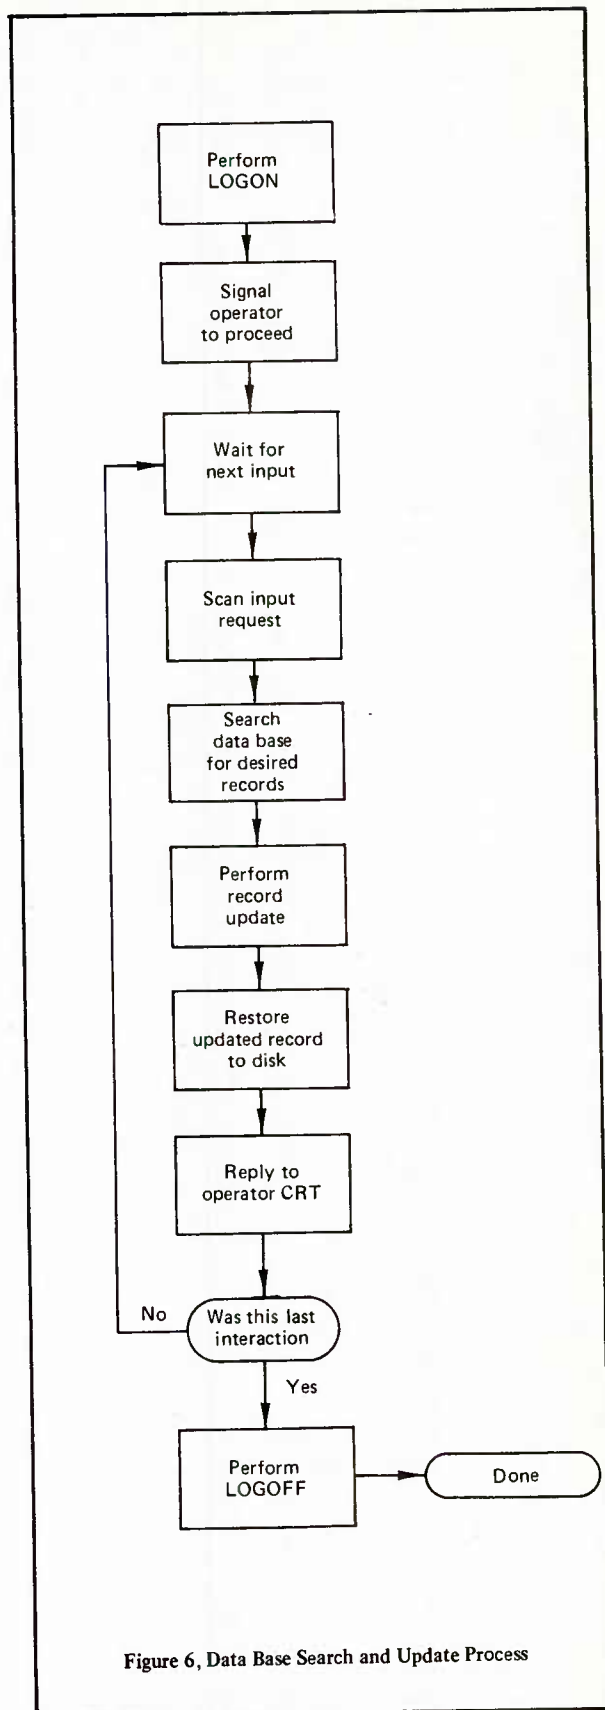 Perform
LOGON
Signal
operator
to proceed
Wait for
next input
Scan input
request
Search
data base
for desired
records
Perform
record
update
Restore
updated record
to disk
Reply to
operator CRT
No
Was this last
interaction
Yes
Perform
LOGOFF
Done
Figure 6, Data Base Search and Update Process